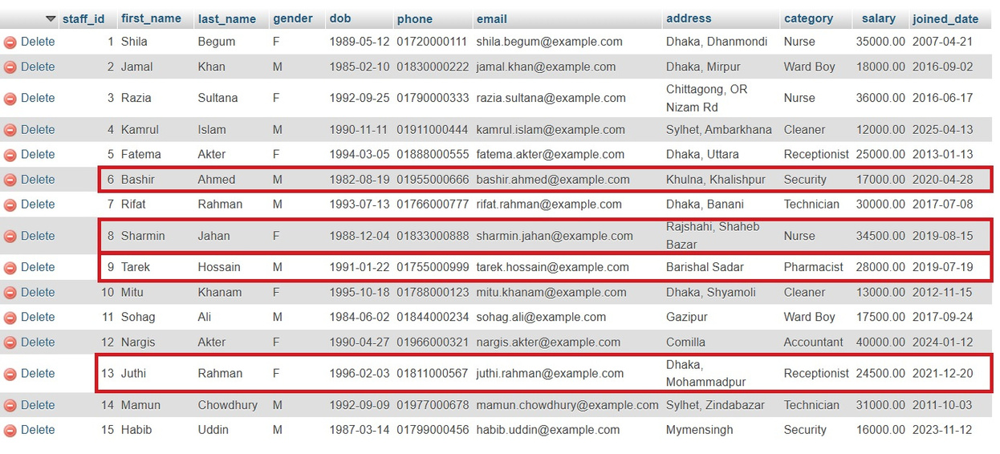 staff_id first_name last_name gender dob phone email address category salary joined_date
Delete 1 Shila Begum F 1989-05-12 01720000111 shila.begum@example.com Dhaka, Dhanmondi Nurse 35000.00 2007-04-21
Delete 2 Jamal Khan M 1985-02-10 01830000222 jamal.khan@example.com Dhaka, Mirpur Ward Boy 18000.00 2016-09-02
Delete 3 Razia Sultana F 1992-09-25 01790000333 razia.sultana@example.com Chittagong, OR Nurse 36000.00 2016-06-17
Nizam Rd
Delete 4 Kamrul Islam M 1990-11-11 01911000444 kamrul.islam@example.com Sylhet, Ambarkhana Cleaner 12000.00 2025-04-13
Delete 5 Fatema Akter F 1994-03-05 01888000555 fatema.akter@example.com Dhaka, Uttara Receptionist 25000.00 2013-01-13
Delete 6 Bashir Ahmed M 1982-08-19 01955000666 bashir.ahmed@example.com Khulna, Khalishpur Security 17000.00 2020-04-28
Delete 7 Rifat Rahman M 1993-07-13 01766000777 rifat.rahman@example.com Dhaka, Banani Technician 30000.00 2017-07-08
Delete 8 Sharmin Jahan F 1988-12-04 01833000888 sharmin.jahan@example.com Rajshahi, Shaheb Nurse 34500.00 2019-08-15
Bazar
Delete 9 Tarek Hossain M 1991-01-22 01755000999 tarek.hossain@example.com Barishal Sadar Pharmacist 28000.00 2019-07-19
Delete 10 Mitu Khanam F 1995-10-18 01788000123 mitu.khanam@example.com Dhaka, Shyamoli Cleaner 13000.00 2012-11-15
Delete 11 Sohag Ali M 1984-06-02 01844000234 sohag.ali@example.com Gazipur Ward Boy 17500.00 2017-09-24
Delete 12 Nargis Akter F 1990-04-27 01966000321 nargis.akter@example.com Comilla Accountant 40000.00 2024-01-12
Delete 13 Juthi Rahman F 1996-02-03 01811000567 juthi.rahman@example.com Dhaka, Receptionist 24500.00 2021-12-20
Mohammadpur
Delete 14 Mamun Chowdhury M 1992-09-09 01977000678 mamun.chowdhury@example.com Sylhet, Zindabazar Technician 31000.00 2011-10-03
Delete 15 Habib Uddin M 1987-03-14 01799000456 habib.uddin@example.com Mymensingh Security 16000.00 2023-11-12